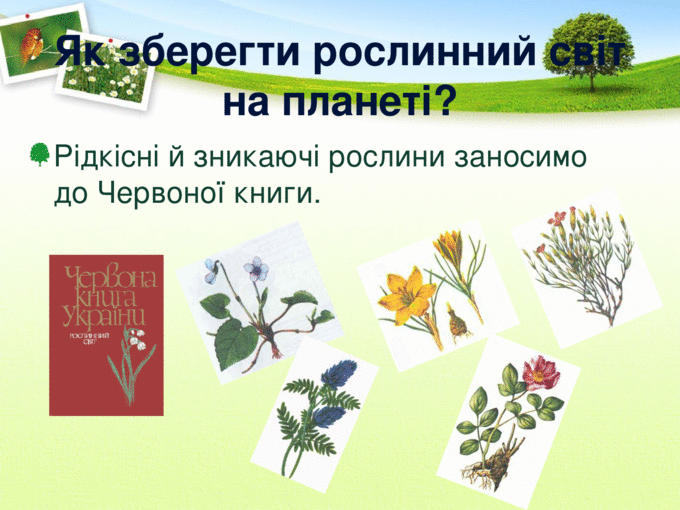 Як зберегти рослинний світ
на планеті?
Рідкісні й зникаючі рослини заносимо
до Червоної книги.
Червона
книга
України
РОСЛИННИЙ
СВІТ